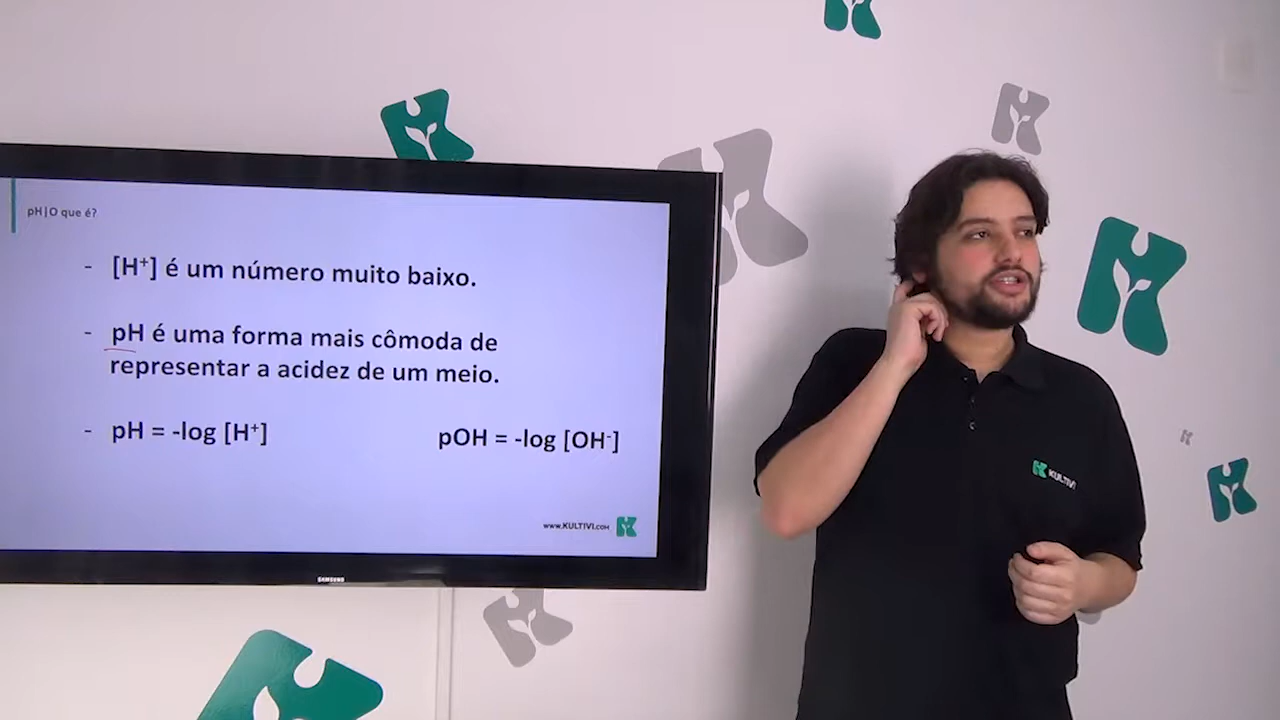 pH|O que é?
- [H⁺] é um número muito baixo.
- pH é uma forma mais cômoda de
representar a acidez de um meio.
- pH = -log [H⁺]
pOH = -log [OH⁻]
www.KULTIVI.com
SAMSUNG
KULTIVI